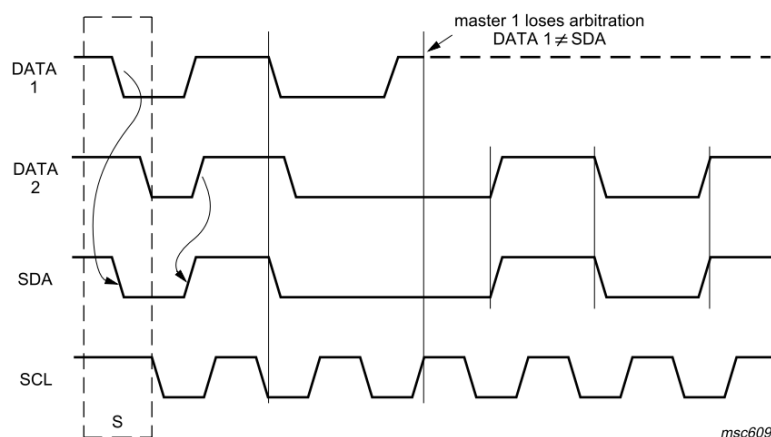 master 1 loses arbitration
DATA 1 ≠ SDA
DATA
1
DATA
2
SDA
SCL
S
msc609